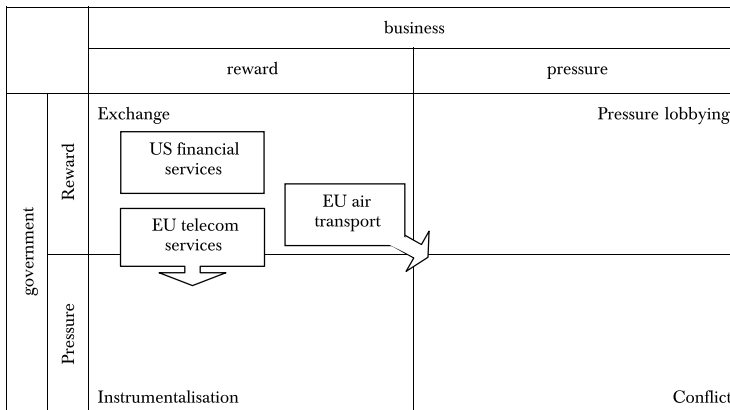 business
reward
pressure
government
Reward
Exchange
Pressure lobbying
US financial
services
EU air
transport
EU telecom
services
Pressure
Instrumentalisation
Conflict